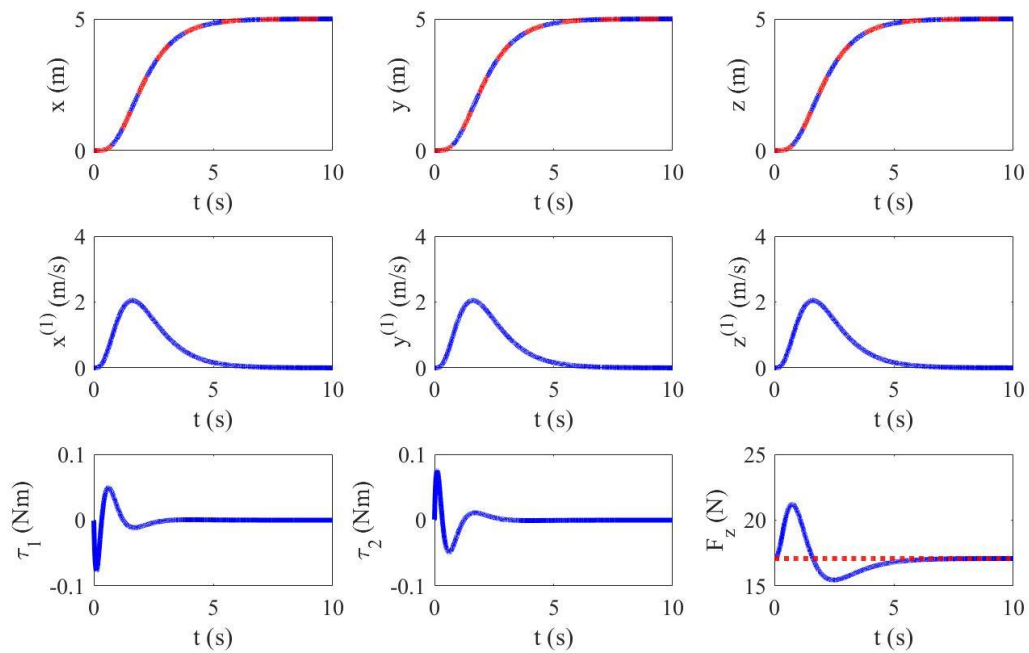 5
x (m)
0
0 5 10
t (s)
5
y (m)
0
0 5 10
t (s)
5
z (m)
0
0 5 10
t (s)
4
x⁽¹⁾ (m/s)
2
0
0 5 10
t (s)
4
y⁽¹⁾ (m/s)
2
0
0 5 10
t (s)
4
z⁽¹⁾ (m/s)
2
0
0 5 10
t (s)
0.1
τ₁ (Nm)
0
-0.1
0 5 10
t (s)
0.1
τ₂ (Nm)
0
-0.1
0 5 10
t (s)
25
F_z (N)
20
15
0 5 10
t (s)